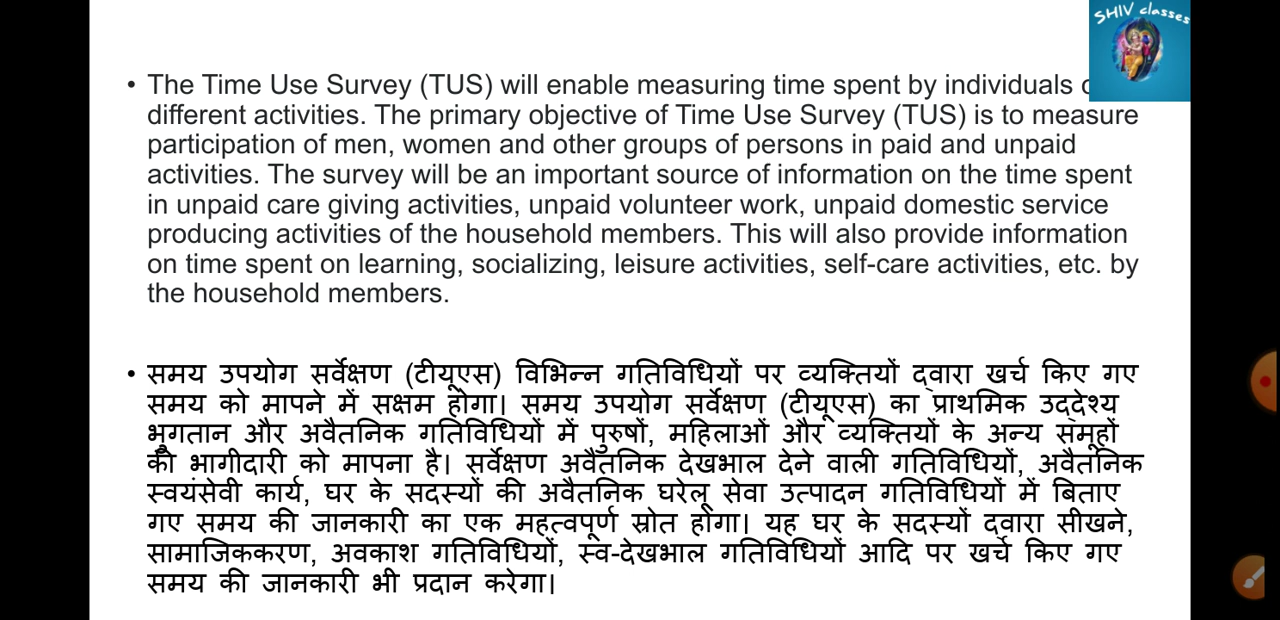 SHIV classes
• The Time Use Survey (TUS) will enable measuring time spent by individuals
different activities. The primary objective of Time Use Survey (TUS) is to measure
participation of men, women and other groups of persons in paid and unpaid
activities. The survey will be an important source of information on the time spent
in unpaid care giving activities, unpaid volunteer work, unpaid domestic service
producing activities of the household members. This will also provide information
on time spent on learning, socializing, leisure activities, self-care activities, etc. by
the household members.
• समय उपयोग सर्वेक्षण (टीयूएस) विभिन्न गतिविधियों पर व्यक्तियों द्वारा खर्च किए गए
समय को मापने में सक्षम होगा। समय उपयोग सर्वेक्षण (टीयूएस) का प्राथमिक उद्देश्य
भुगतान और अवैतनिक गतिविधियों में पुरुषों, महिलाओं और व्यक्तियों के अन्य समूहों
की भागीदारी को मापना है। सर्वेक्षण अवैतनिक देखभाल देने वाली गतिविधियों, अवैतनिक
स्वयंसेवी कार्य, घर के सदस्यों की अवैतनिक घरेलू सेवा उत्पादन गतिविधियों में बिताए
गए समय की जानकारी का एक महत्वपूर्ण स्रोत होगा। यह घर के सदस्यों द्वारा सीखने,
सामाजिककरण, अवकाश गतिविधियों, स्व-देखभाल गतिविधियों आदि पर खर्च किए गए
समय की जानकारी भी प्रदान करेगा।